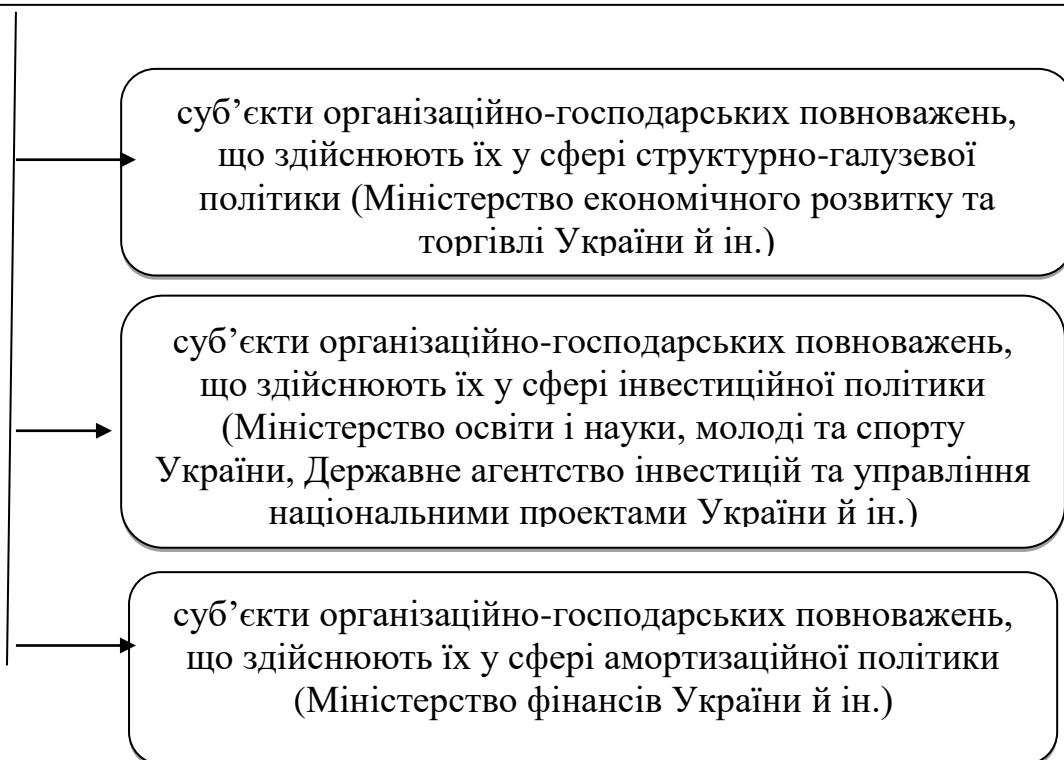 суб’єкти організаційно-господарських повноважень,
що здійснюють їх у сфері структурно-галузевої
політики (Міністерство економічного розвитку та
торгівлі України й ін.)
суб’єкти організаційно-господарських повноважень,
що здійснюють їх у сфері інвестиційної політики
(Міністерство освіти і науки, молоді та спорту
України, Державне агентство інвестицій та управління
національними проектами України й ін.)
суб’єкти організаційно-господарських повноважень,
що здійснюють їх у сфері амортизаційної політики
(Міністерство фінансів України й ін.)